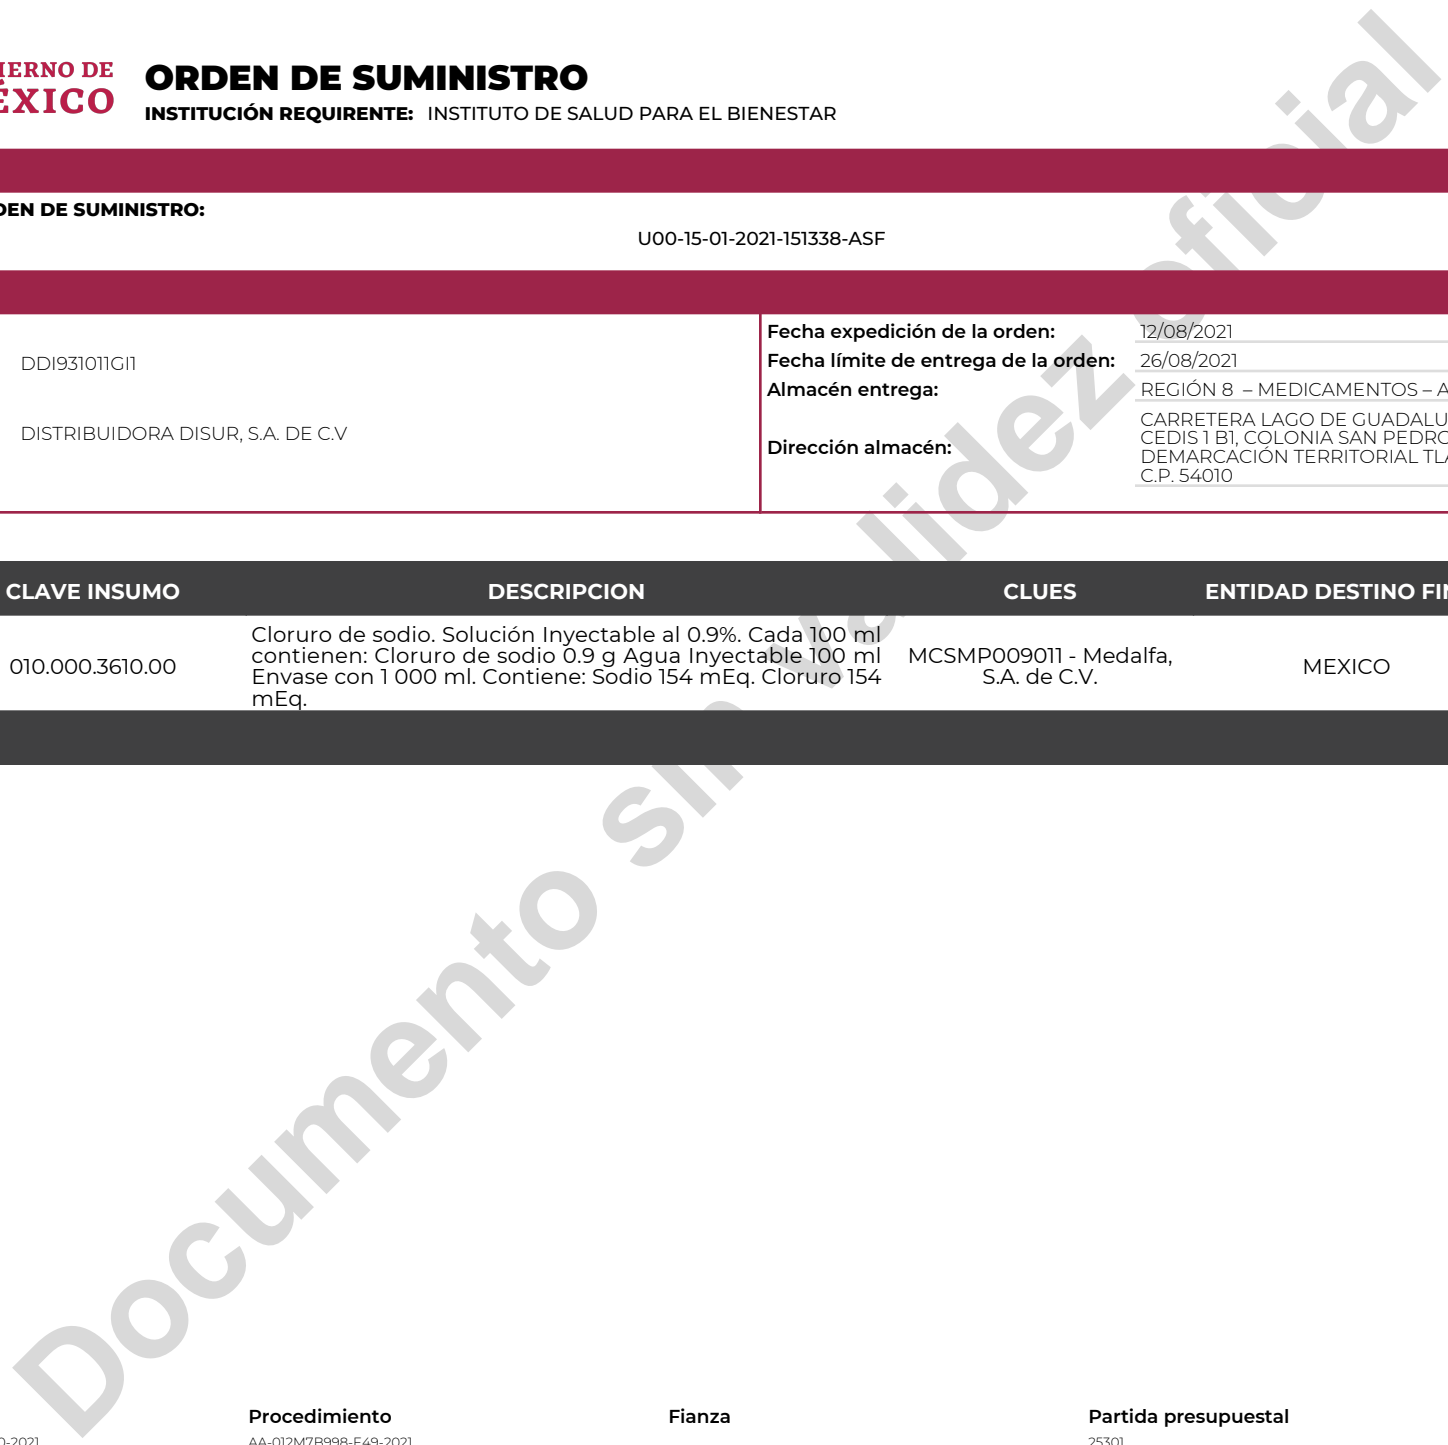 IERNO DE
ÉXICO
ORDEN DE SUMINISTRO
INSTITUCIÓN REQUIRENTE: INSTITUTO DE SALUD PARA EL BIENESTAR
DEN DE SUMINISTRO:
U00-15-01-2021-151338-ASF
DDI931011GI1
DISTRIBUIDORA DISUR, S.A. DE C.V
Fecha expedición de la orden: 12/08/2021
Fecha límite de entrega de la orden: 26/08/2021
Almacén entrega: REGIÓN 8 – MEDICAMENTOS – A
Dirección almacén:
CARRETERA LAGO DE GUADALU
CEDIS 1 B1, COLONIA SAN PEDRO
DEMARCACIÓN TERRITORIAL TLA
C.P. 54010
CLAVE INSUMO DESCRIPCION CLUES ENTIDAD DESTINO FIN
010.000.3610.00
Cloruro de sodio. Solución Inyectable al 0.9%. Cada 100 ml
contienen: Cloruro de sodio 0.9 g Agua Inyectable 100 ml
Envase con 1 000 ml. Contiene: Sodio 154 mEq. Cloruro 154
mEq.
MCSMP009011 - Medalfa,
S.A. de C.V.
MEXICO
Documento sin validez oficial
Procedimiento Fianza Partida presupuestal
0-2021 AA-012M7B998-E49-2021 25301